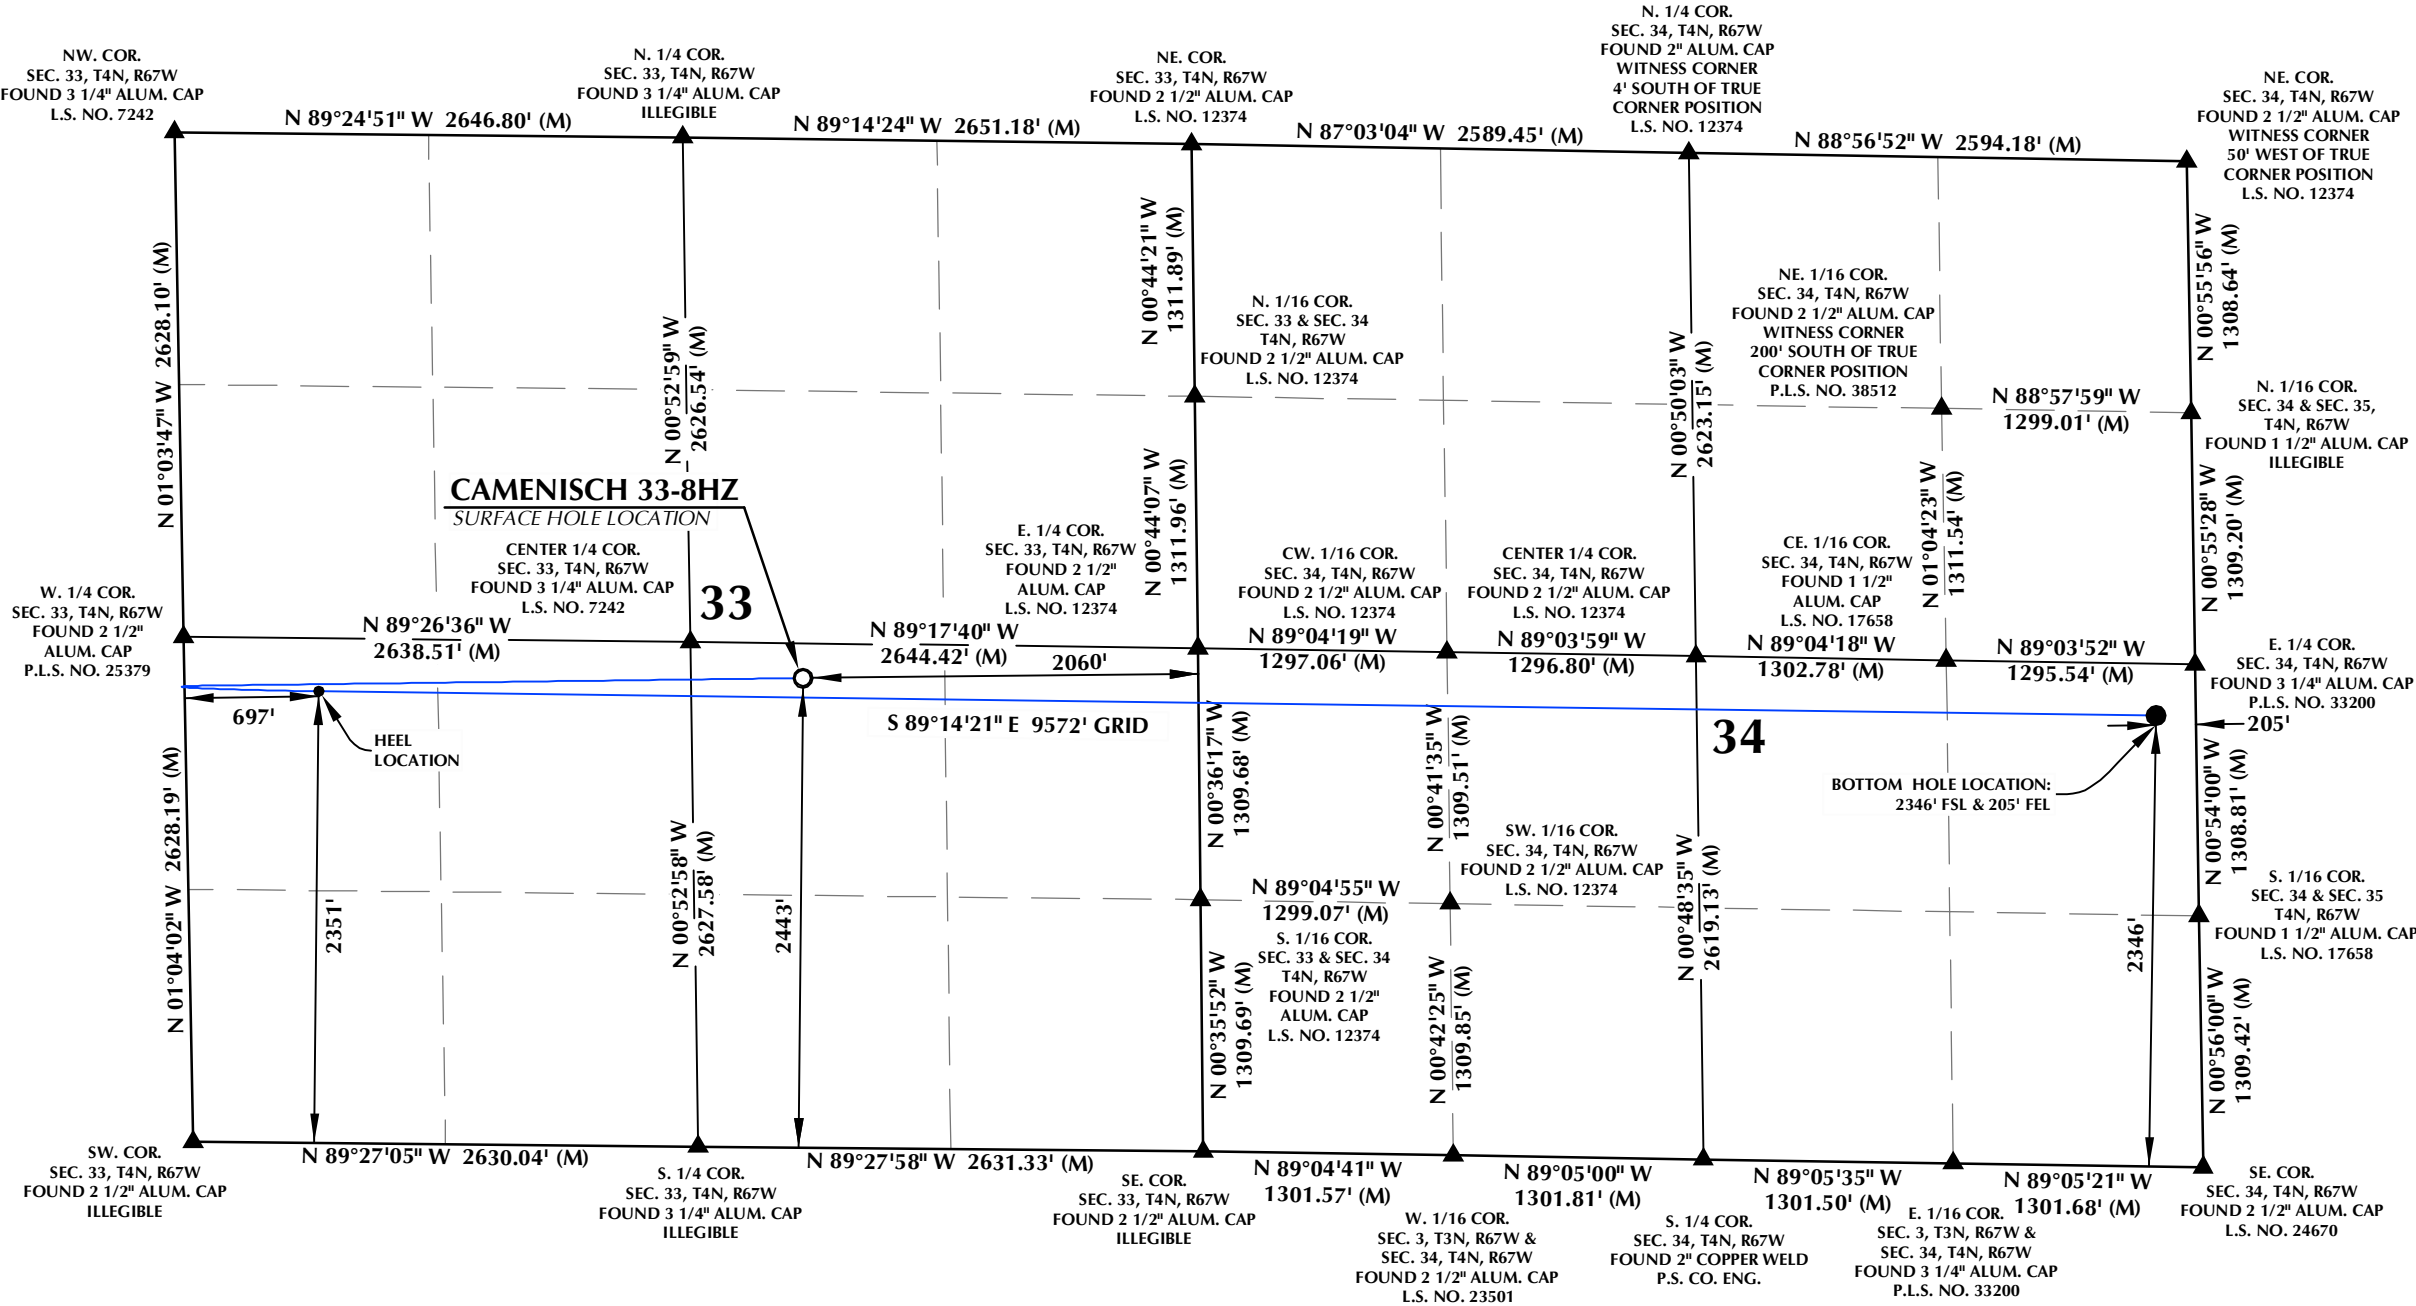 NW. COR.
SEC. 33, T4N, R67W
FOUND 3 1/4" ALUM. CAP
L.S. NO. 7242
N. 1/4 COR.
SEC. 33, T4N, R67W
FOUND 3 1/4" ALUM. CAP
ILLEGIBLE
NE. COR.
SEC. 33, T4N, R67W
FOUND 2 1/2" ALUM. CAP
L.S. NO. 12374
N. 1/4 COR.
SEC. 34, T4N, R67W
FOUND 2" ALUM. CAP
WITNESS CORNER
4' SOUTH OF TRUE
CORNER POSITION
L.S. NO. 12374
NE. COR.
SEC. 34, T4N, R67W
FOUND 2 1/2" ALUM. CAP
WITNESS CORNER
50' WEST OF TRUE
CORNER POSITION
L.S. NO. 12374
N 89°24'51" W 2646.80' (M)
N 89°14'24" W 2651.18' (M)
N 87°03'04" W 2589.45' (M)
N 88°56'52" W 2594.18' (M)
N 01°03'47" W 2628.10' (M)
N 00°52'59" W
2626.54' (M)
N 00°44'21" W
1311.89' (M)
N. 1/16 COR.
SEC. 33 & SEC. 34
T4N, R67W
FOUND 2 1/2" ALUM. CAP
L.S. NO. 12374
N 00°50'03" W
2623.15' (M)
NE. 1/16 COR.
SEC. 34, T4N, R67W
FOUND 2 1/2" ALUM. CAP
WITNESS CORNER
200' SOUTH OF TRUE
CORNER POSITION
P.L.S. NO. 38512
N 00°55'56" W
1308.64' (M)
N 88°57'59" W
1299.01' (M)
N. 1/16 COR.
SEC. 34 & SEC. 35,
T4N, R67W
FOUND 1 1/2" ALUM. CAP
ILLEGIBLE
CAMENISCH 33-8HZ
SURFACE HOLE LOCATION
N 00°44'07" W
1311.96' (M)
N 01°04'23" W
1311.54' (M)
N 00°55'28" W
1309.20' (M)
W. 1/4 COR.
SEC. 33, T4N, R67W
FOUND 2 1/2"
ALUM. CAP
P.L.S. NO. 25379
CENTER 1/4 COR.
SEC. 33, T4N, R67W
FOUND 3 1/4" ALUM. CAP
L.S. NO. 7242
33
E. 1/4 COR.
SEC. 33, T4N, R67W
FOUND 2 1/2"
ALUM. CAP
L.S. NO. 12374
CW. 1/16 COR.
SEC. 34, T4N, R67W
FOUND 2 1/2" ALUM. CAP
L.S. NO. 12374
CENTER 1/4 COR.
SEC. 34, T4N, R67W
FOUND 2 1/2" ALUM. CAP
L.S. NO. 12374
CE. 1/16 COR.
SEC. 34, T4N, R67W
FOUND 1 1/2"
ALUM. CAP
L.S. NO. 17658
E. 1/4 COR.
SEC. 34, T4N, R67W
FOUND 3 1/4" ALUM. CAP
P.L.S. NO. 33200
N 89°26'36" W
2638.51' (M)
N 89°17'40" W
2644.42' (M)
N 89°04'19" W
1297.06' (M)
N 89°03'59" W
1296.80' (M)
N 89°04'18" W
1302.78' (M)
N 89°03'52" W
1295.54' (M)
2060'
697'
HEEL
LOCATION
S 89°14'21" E 9572' GRID
34
205'
BOTTOM HOLE LOCATION:
2346' FSL & 205' FEL
N 01°04'02" W 2628.19' (M)
2351'
N 00°52'58" W
2627.58' (M)
2443'
N 00°36'17" W
1309.68' (M)
N 00°41'35" W
1309.51' (M)
SW. 1/16 COR.
SEC. 34, T4N, R67W
FOUND 2 1/2" ALUM. CAP
L.S. NO. 12374
N 00°48'35" W
2619.13' (M)
N 00°54'00" W
1308.81' (M)
N 89°04'55" W
1299.07' (M)
S. 1/16 COR.
SEC. 33 & SEC. 34
T4N, R67W
FOUND 2 1/2"
ALUM. CAP
L.S. NO. 12374
S. 1/16 COR.
SEC. 34 & SEC. 35
T4N, R67W
FOUND 1 1/2" ALUM. CAP
L.S. NO. 17658
N 00°35'52" W
1309.69' (M)
N 00°42'25" W
1309.85' (M)
2346'
N 00°56'00" W
1309.42' (M)
N 89°27'05" W 2630.04' (M)
N 89°27'58" W 2631.33' (M)
N 89°04'41" W
1301.57' (M)
N 89°05'00" W
1301.81' (M)
N 89°05'35" W
1301.50' (M)
N 89°05'21" W
1301.68' (M)
SW. COR.
SEC. 33, T4N, R67W
FOUND 2 1/2" ALUM. CAP
ILLEGIBLE
S. 1/4 COR.
SEC. 33, T4N, R67W
FOUND 3 1/4" ALUM. CAP
ILLEGIBLE
SE. COR.
SEC. 33, T4N, R67W
FOUND 2 1/2" ALUM. CAP
ILLEGIBLE
W. 1/16 COR.
SEC. 3, T3N, R67W &
SEC. 34, T4N, R67W
FOUND 2 1/2" ALUM. CAP
L.S. NO. 23501
S. 1/4 COR.
SEC. 34, T4N, R67W
FOUND 2" COPPER WELD
P.S. CO. ENG.
E. 1/16 COR.
SEC. 3, T3N, R67W &
SEC. 34, T4N, R67W
FOUND 3 1/4" ALUM. CAP
P.L.S. NO. 33200
SE. COR.
SEC. 34, T4N, R67W
FOUND 2 1/2" ALUM. CAP
L.S. NO. 24670